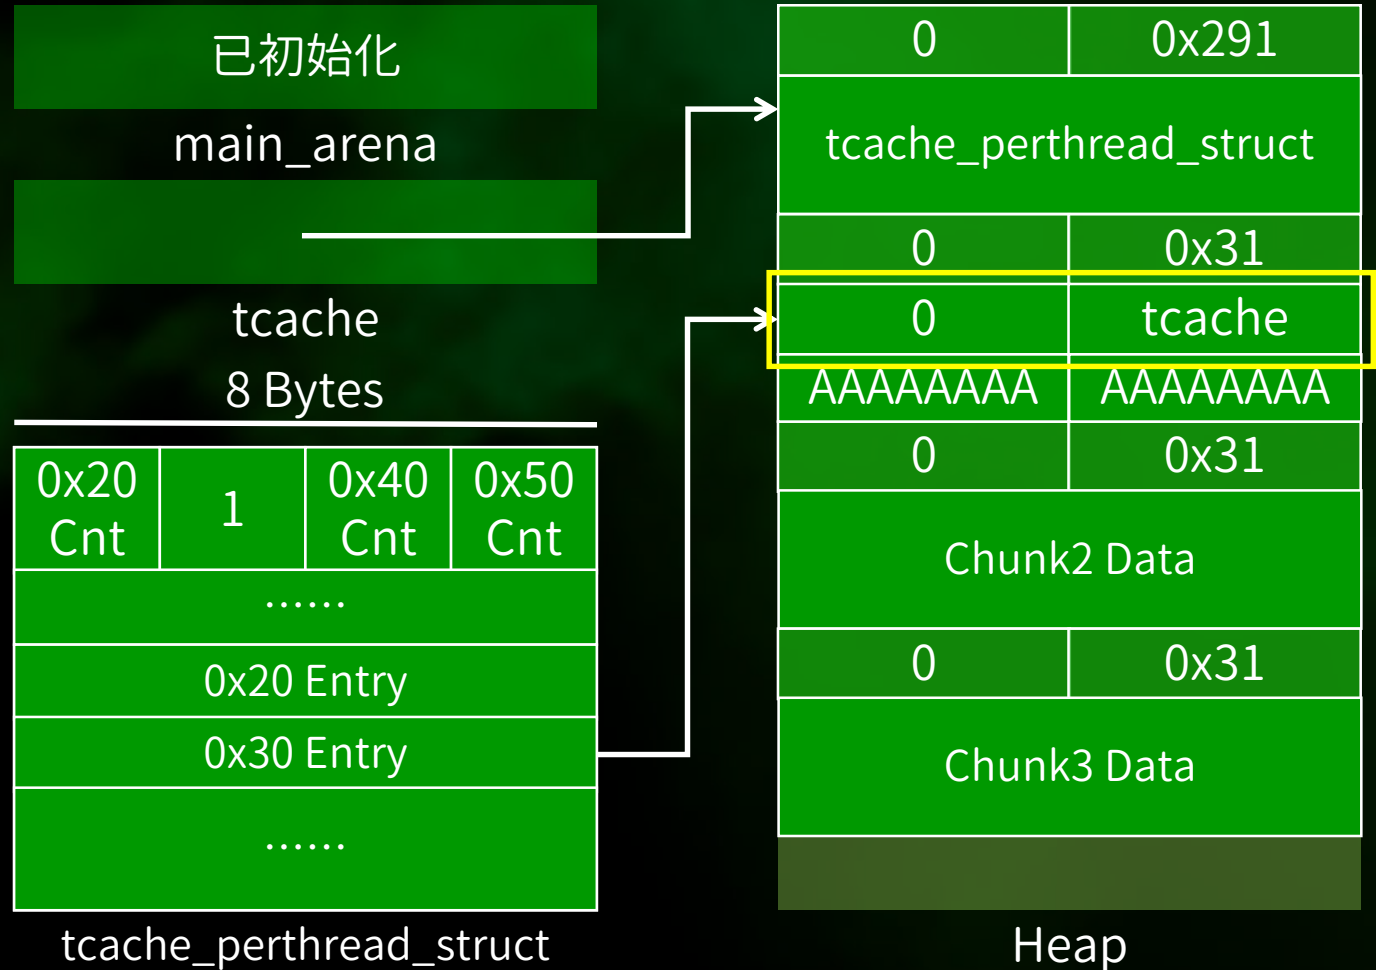 已初始化
main_arena
tcache
8 Bytes
0x20 Cnt
1
0x40 Cnt
0x50 Cnt
······
0x20 Entry
0x30 Entry
······
tcache_perthread_struct
0
0x291
tcache_perthread_struct
0
0x31
0
tcache
AAAAAAAA
AAAAAAAA
0
0x31
Chunk2 Data
0
0x31
Chunk3 Data
Heap